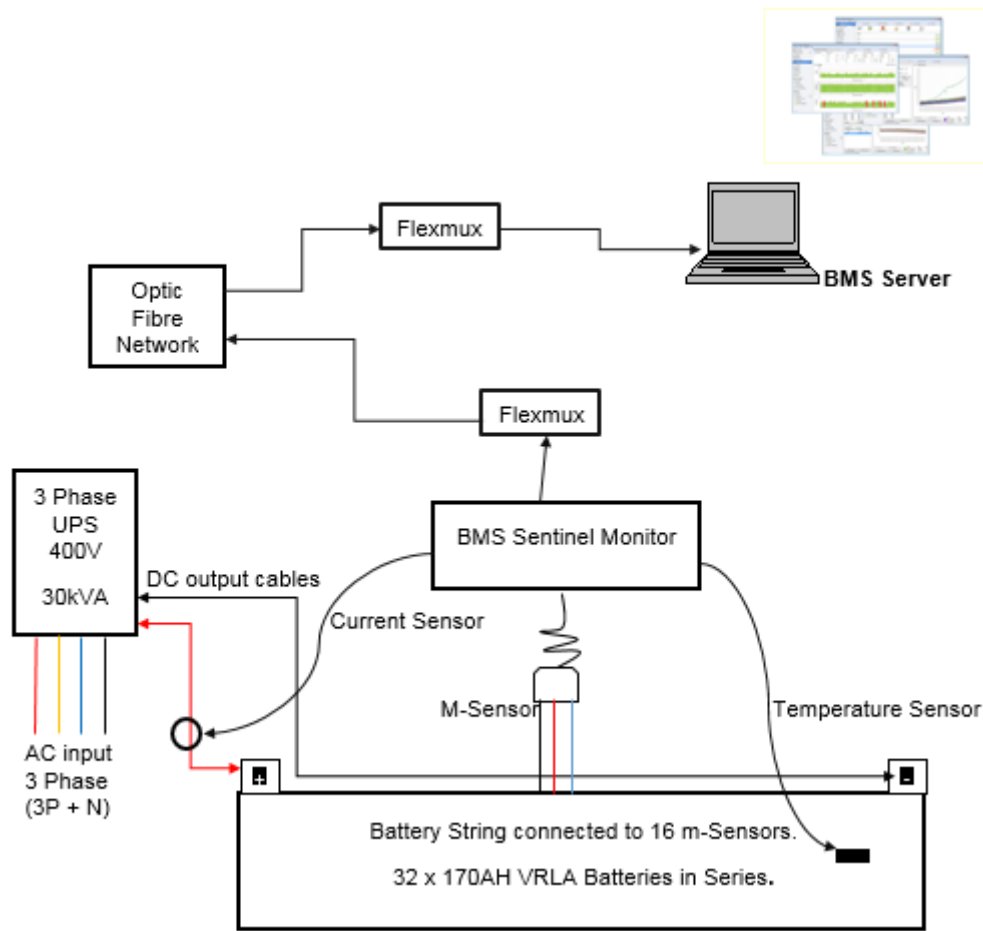 Flexmux
BMS Server
Optic
Fibre
Network
Flexmux
3 Phase
UPS
400V
30kVA
BMS Sentinel Monitor
DC output cables
Current Sensor
M-Sensor
Temperature Sensor
AC input
3 Phase
(3P + N)
+
-
Battery String connected to 16 m-Sensors.
32 x 170AH VRLA Batteries in Series.